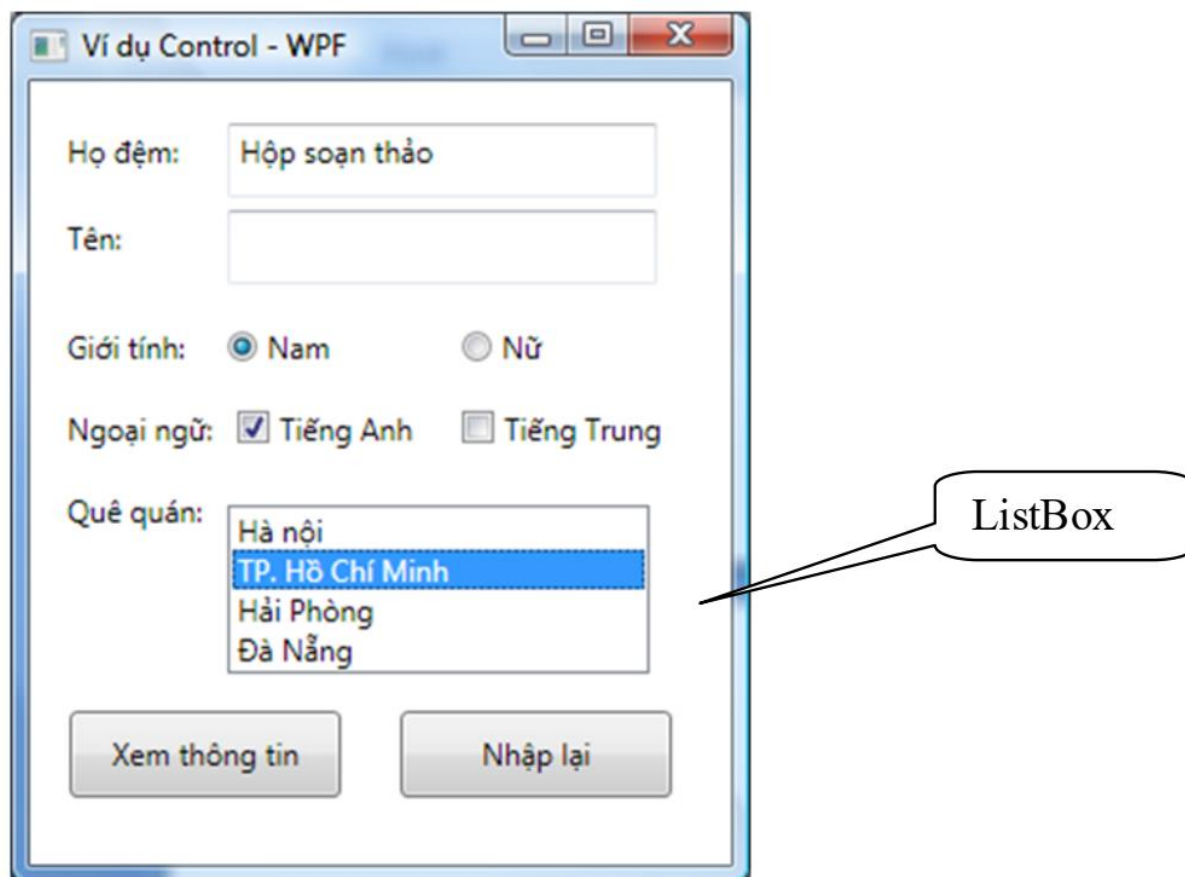 Ví dụ Control - WPF
Họ đệm: Hộp soạn thảo
Tên:
Giới tính: Nam Nữ
Ngoại ngữ: Tiếng Anh Tiếng Trung
Quê quán:
Hà nội
TP. Hồ Chí Minh
Hải Phòng
Đà Nẵng
ListBox
Xem thông tin Nhập lại